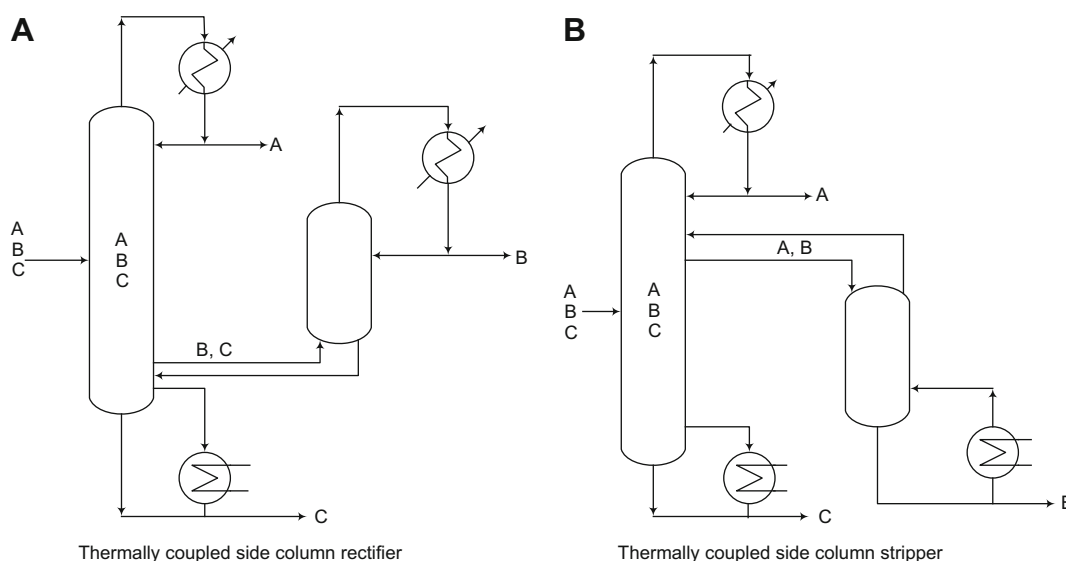 A
A
A
B
C
A
B
C
B
B, C
C
Thermally coupled side column rectifier
B
A
A, B
A
B
C
A
B
C
B
C
Thermally coupled side column stripper